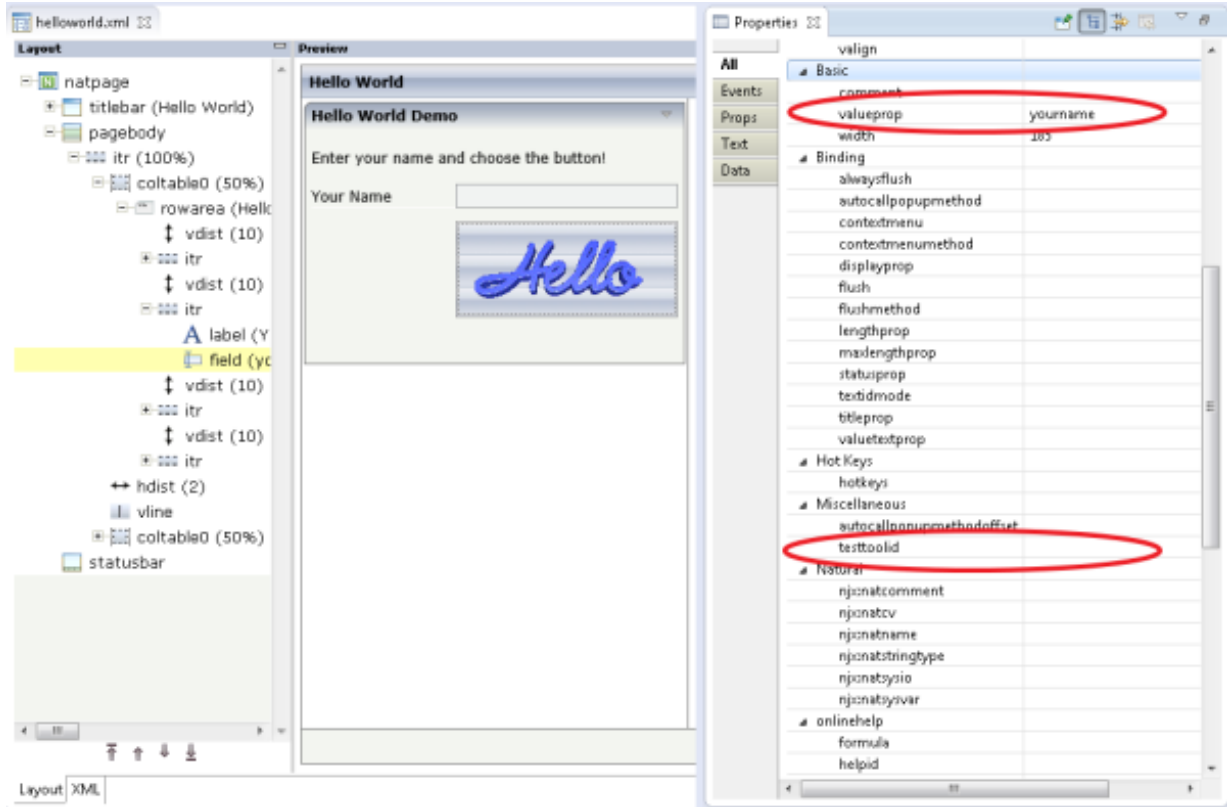 helloworld.xml
Layout
natpage
titlebar (Hello World)
pagebody
itr (100%)
coltable0 (50%)
rowarea (Hello
vdist (10)
itr
vdist (10)
itr
label (Y
field (yo
vdist (10)
itr
vdist (10)
itr
hdist (2)
vline
coltable0 (50%)
statusbar
Layout XML
Preview
Hello World
Hello World Demo
Enter your name and choose the button!
Your Name
Hello
Properties
All
Events
Props
Text
Data
valign
Basic
comment
valueprop yourname
width 185
Binding
alwaysflush
autocallpopupmethod
contextmenu
contextmenumethod
displayprop
flush
flushmethod
lengthprop
maxlengthprop
statusprop
textidmode
titleprop
valuetextprop
Hot Keys
hotkeys
Miscellaneous
autocallpopupmethodoffset
testtoolid
Natural
njx:natcomment
njx:natcv
njx:natname
njx:natstringtype
njx:natsysio
njx:natsysvar
onlinehelp
formula
helpid